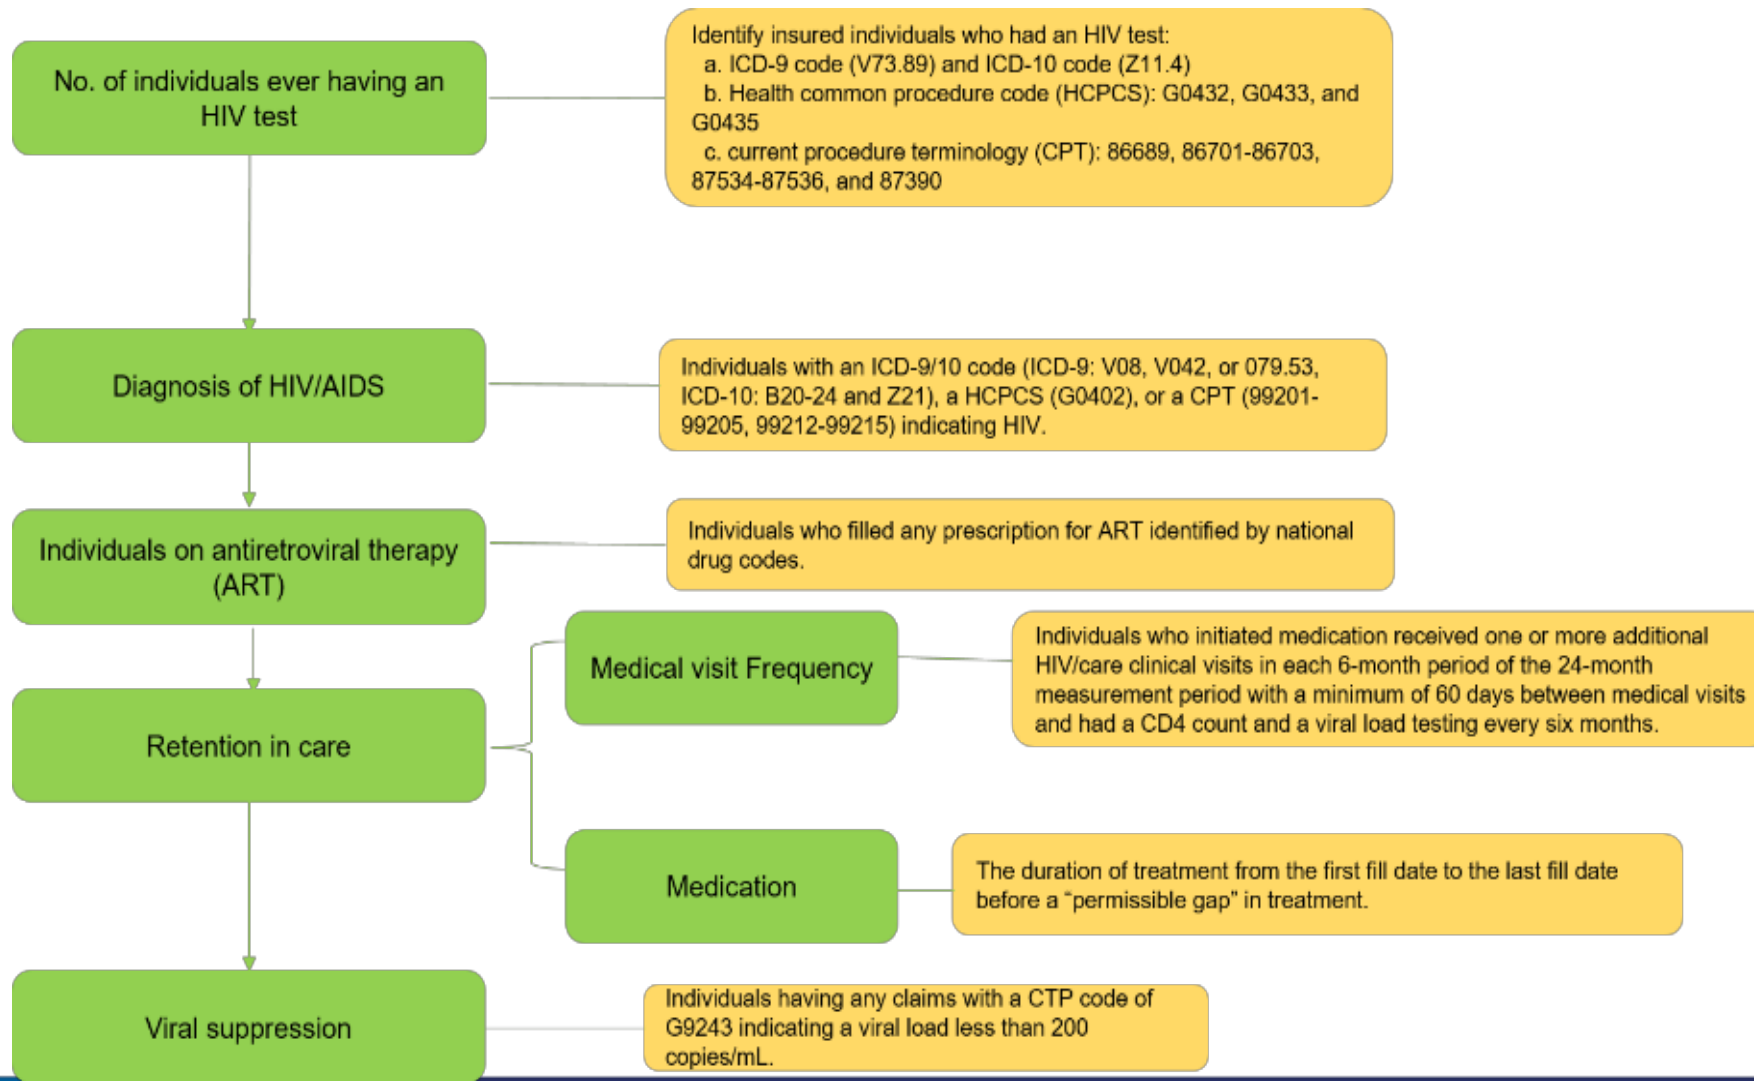 No. of individuals ever having an
HIV test
Identify insured individuals who had an HIV test:
a. ICD-9 code (V73.89) and ICD-10 code (Z11.4)
b. Health common procedure code (HCPCS): G0432, G0433, and
G0435
c. current procedure terminology (CPT): 86689, 86701-86703,
87534-87536, and 87390
Diagnosis of HIV/AIDS
Individuals with an ICD-9/10 code (ICD-9: V08, V042, or 079.53,
ICD-10: B20-24 and Z21), a HCPCS (G0402), or a CPT (99201-
99205, 99212-99215) indicating HIV.
Individuals on antiretroviral therapy
(ART)
Individuals who filled any prescription for ART identified by national
drug codes.
Retention in care
Medical visit Frequency
Individuals who initiated medication received one or more additional
HIV/care clinical visits in each 6-month period of the 24-month
measurement period with a minimum of 60 days between medical visits
and had a CD4 count and a viral load testing every six months.
Medication
The duration of treatment from the first fill date to the last fill date
before a “permissible gap” in treatment.
Viral suppression
Individuals having any claims with a CTP code of
G9243 indicating a viral load less than 200
copies/mL.